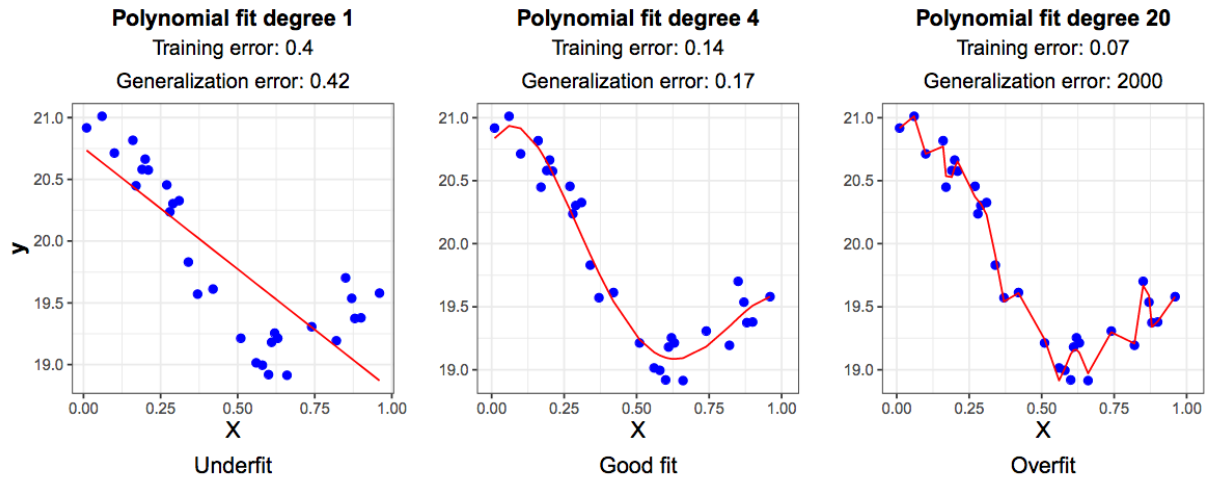 Polynomial fit degree 1
Training error: 0.4
Generalization error: 0.42
21.0
20.5
20.0
19.5
19.0
y
0.00 0.25 0.50 0.75 1.00
X
Underfit
Polynomial fit degree 4
Training error: 0.14
Generalization error: 0.17
21.0
20.5
20.0
19.5
19.0
0.00 0.25 0.50 0.75 1.00
X
Good fit
Polynomial fit degree 20
Training error: 0.07
Generalization error: 2000
21.0
20.5
20.0
19.5
19.0
0.00 0.25 0.50 0.75 1.00
X
Overfit